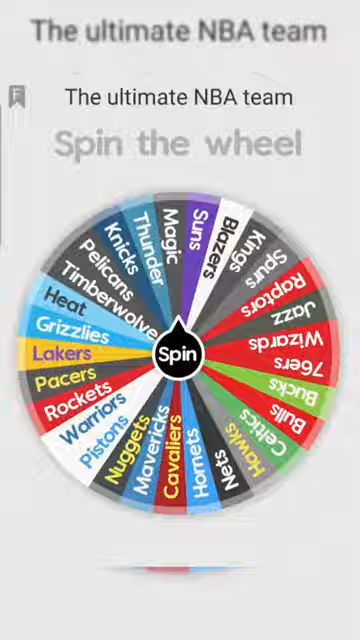 The ultimate NBA team
The ultimate NBA team
Spin the wheel
Suns
Blazers
Kings
Spurs
Raptors
Jazz
Wizards
76ers
Bucks
Bulls
Celtics
Hawks
Nets
Hornets
Cavaliers
Mavericks
Nuggets
Pistons
Warriors
Rockets
Pacers
Lakers
Grizzlies
Heat
Timberwolve
Pelicans
Knicks
Thunder
Magic
Spin